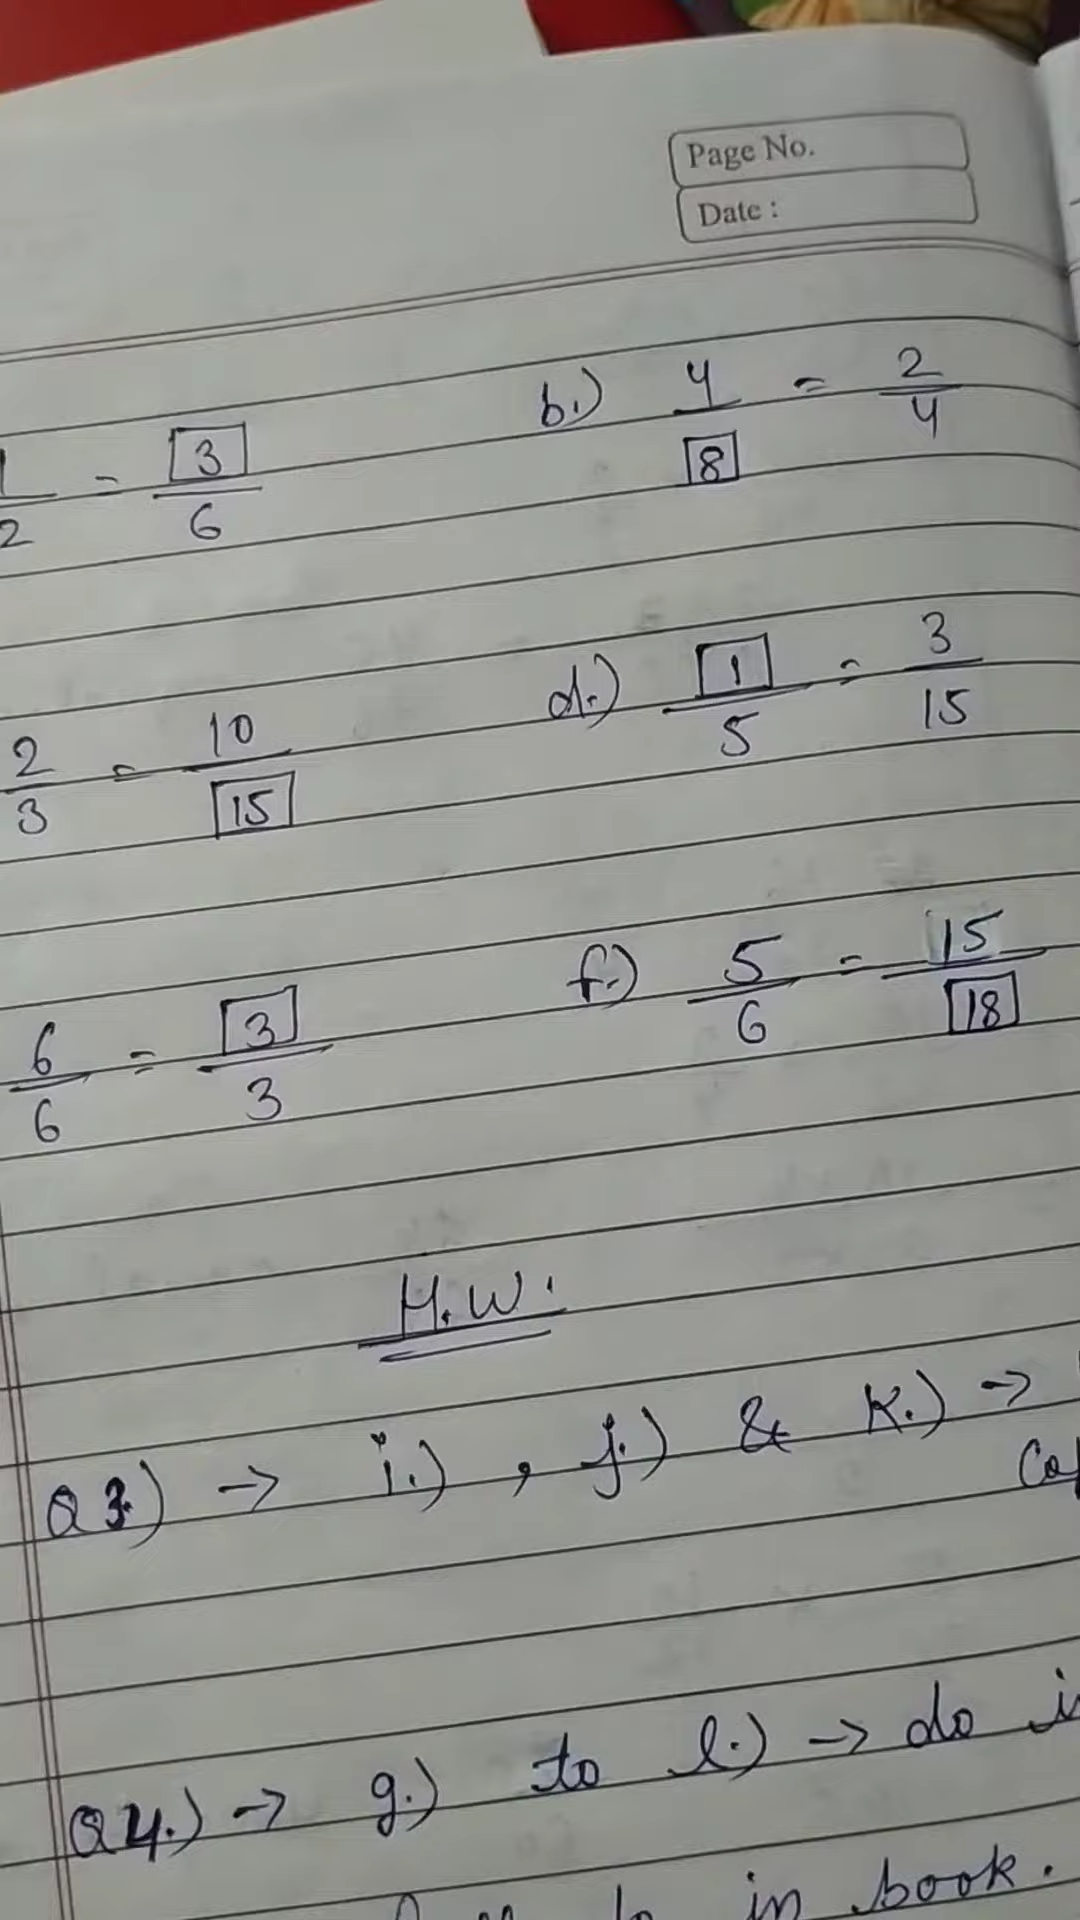 Page No.
Date :
1/2 = 3/6 b.) 4/8 = 2/4
2/3 = 10/15 d.) 1/5 = 3/15
6/6 = 3/3 f.) 5/6 = 15/18
H.W.
Q3.) → i.) , j.) & k.) →
Q4.) → g.) to l.) → do
in book.